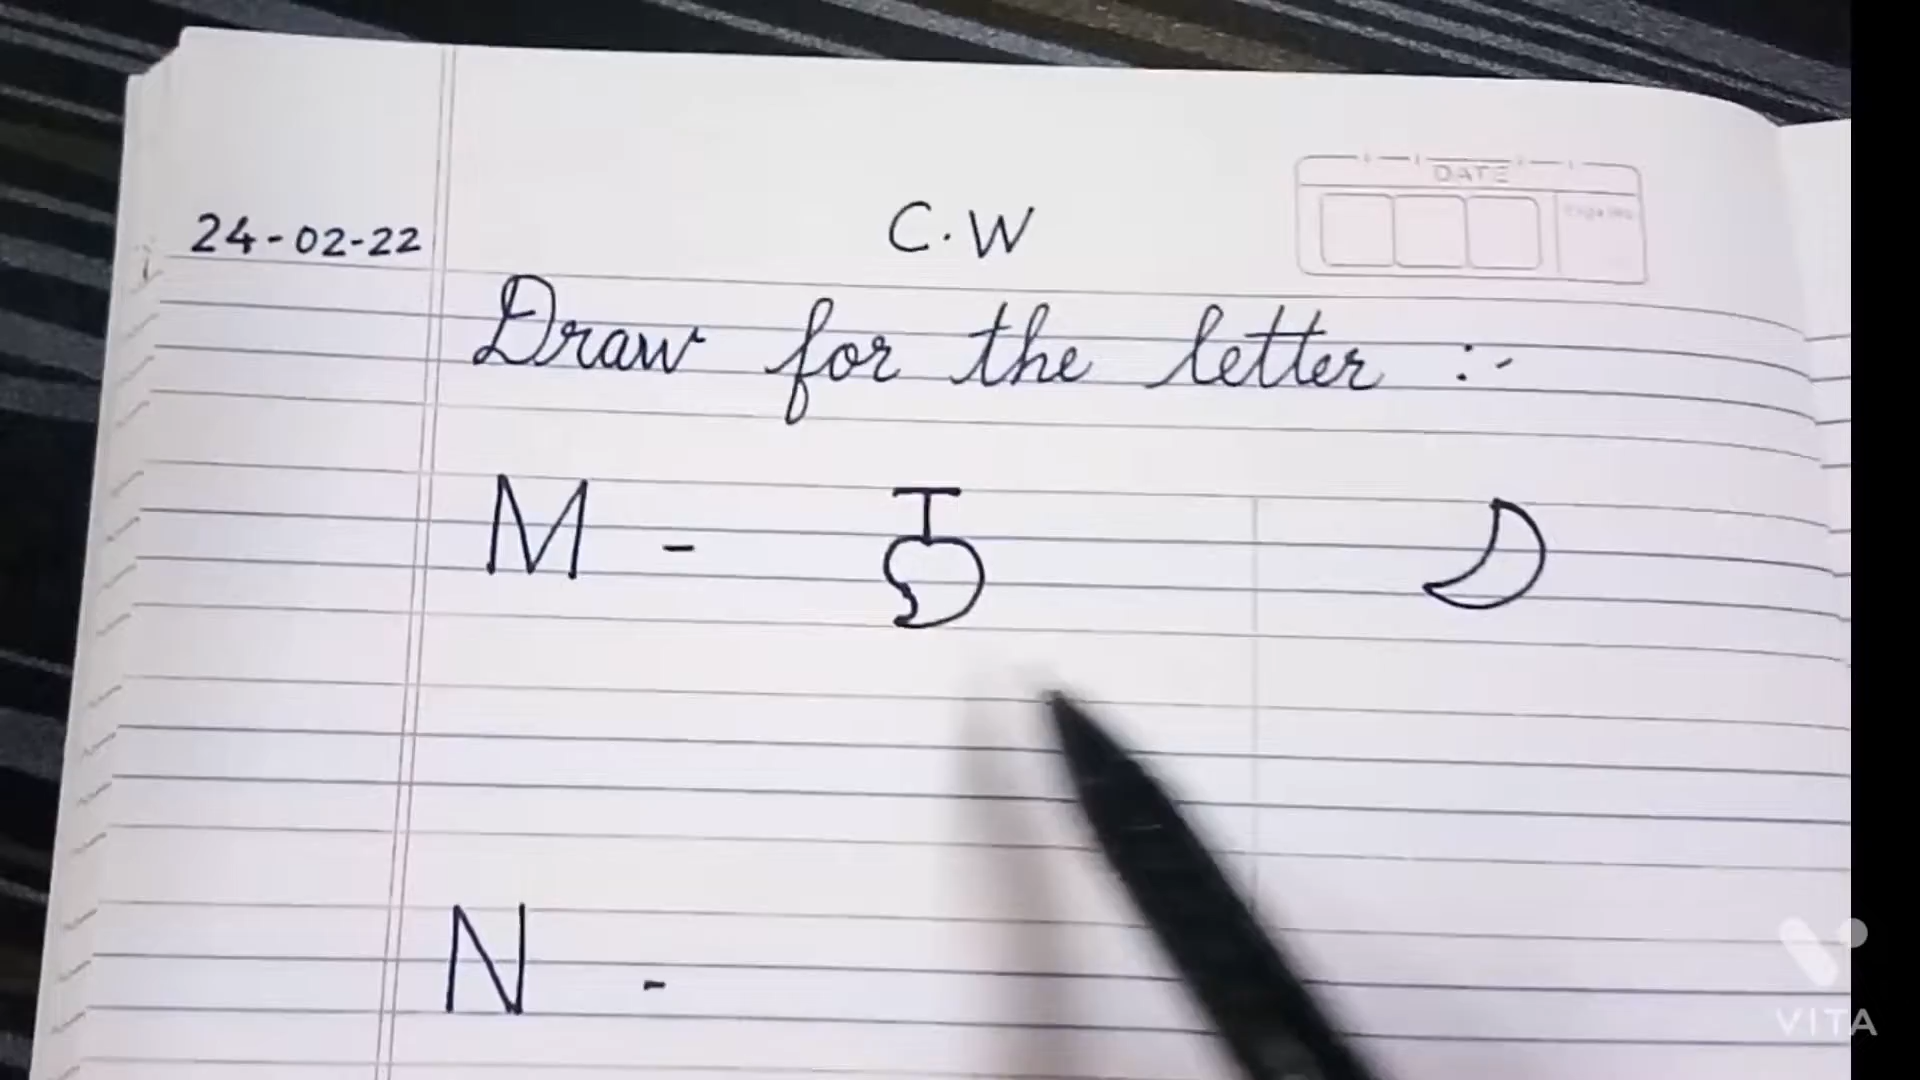 DATE
24-02-22 C.W
Draw for the letter :-
M -
N -
VITA